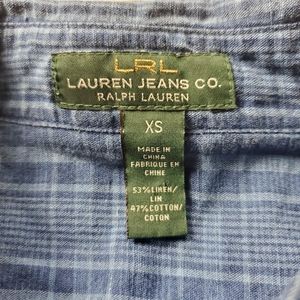 LRL
LAUREN JEANS CO.
RALPH LAUREN
XS
MADE IN
CHINA
FABRIQUE EN
CHINE
53% LINEN/
LIN
47% COTTON/
COTON